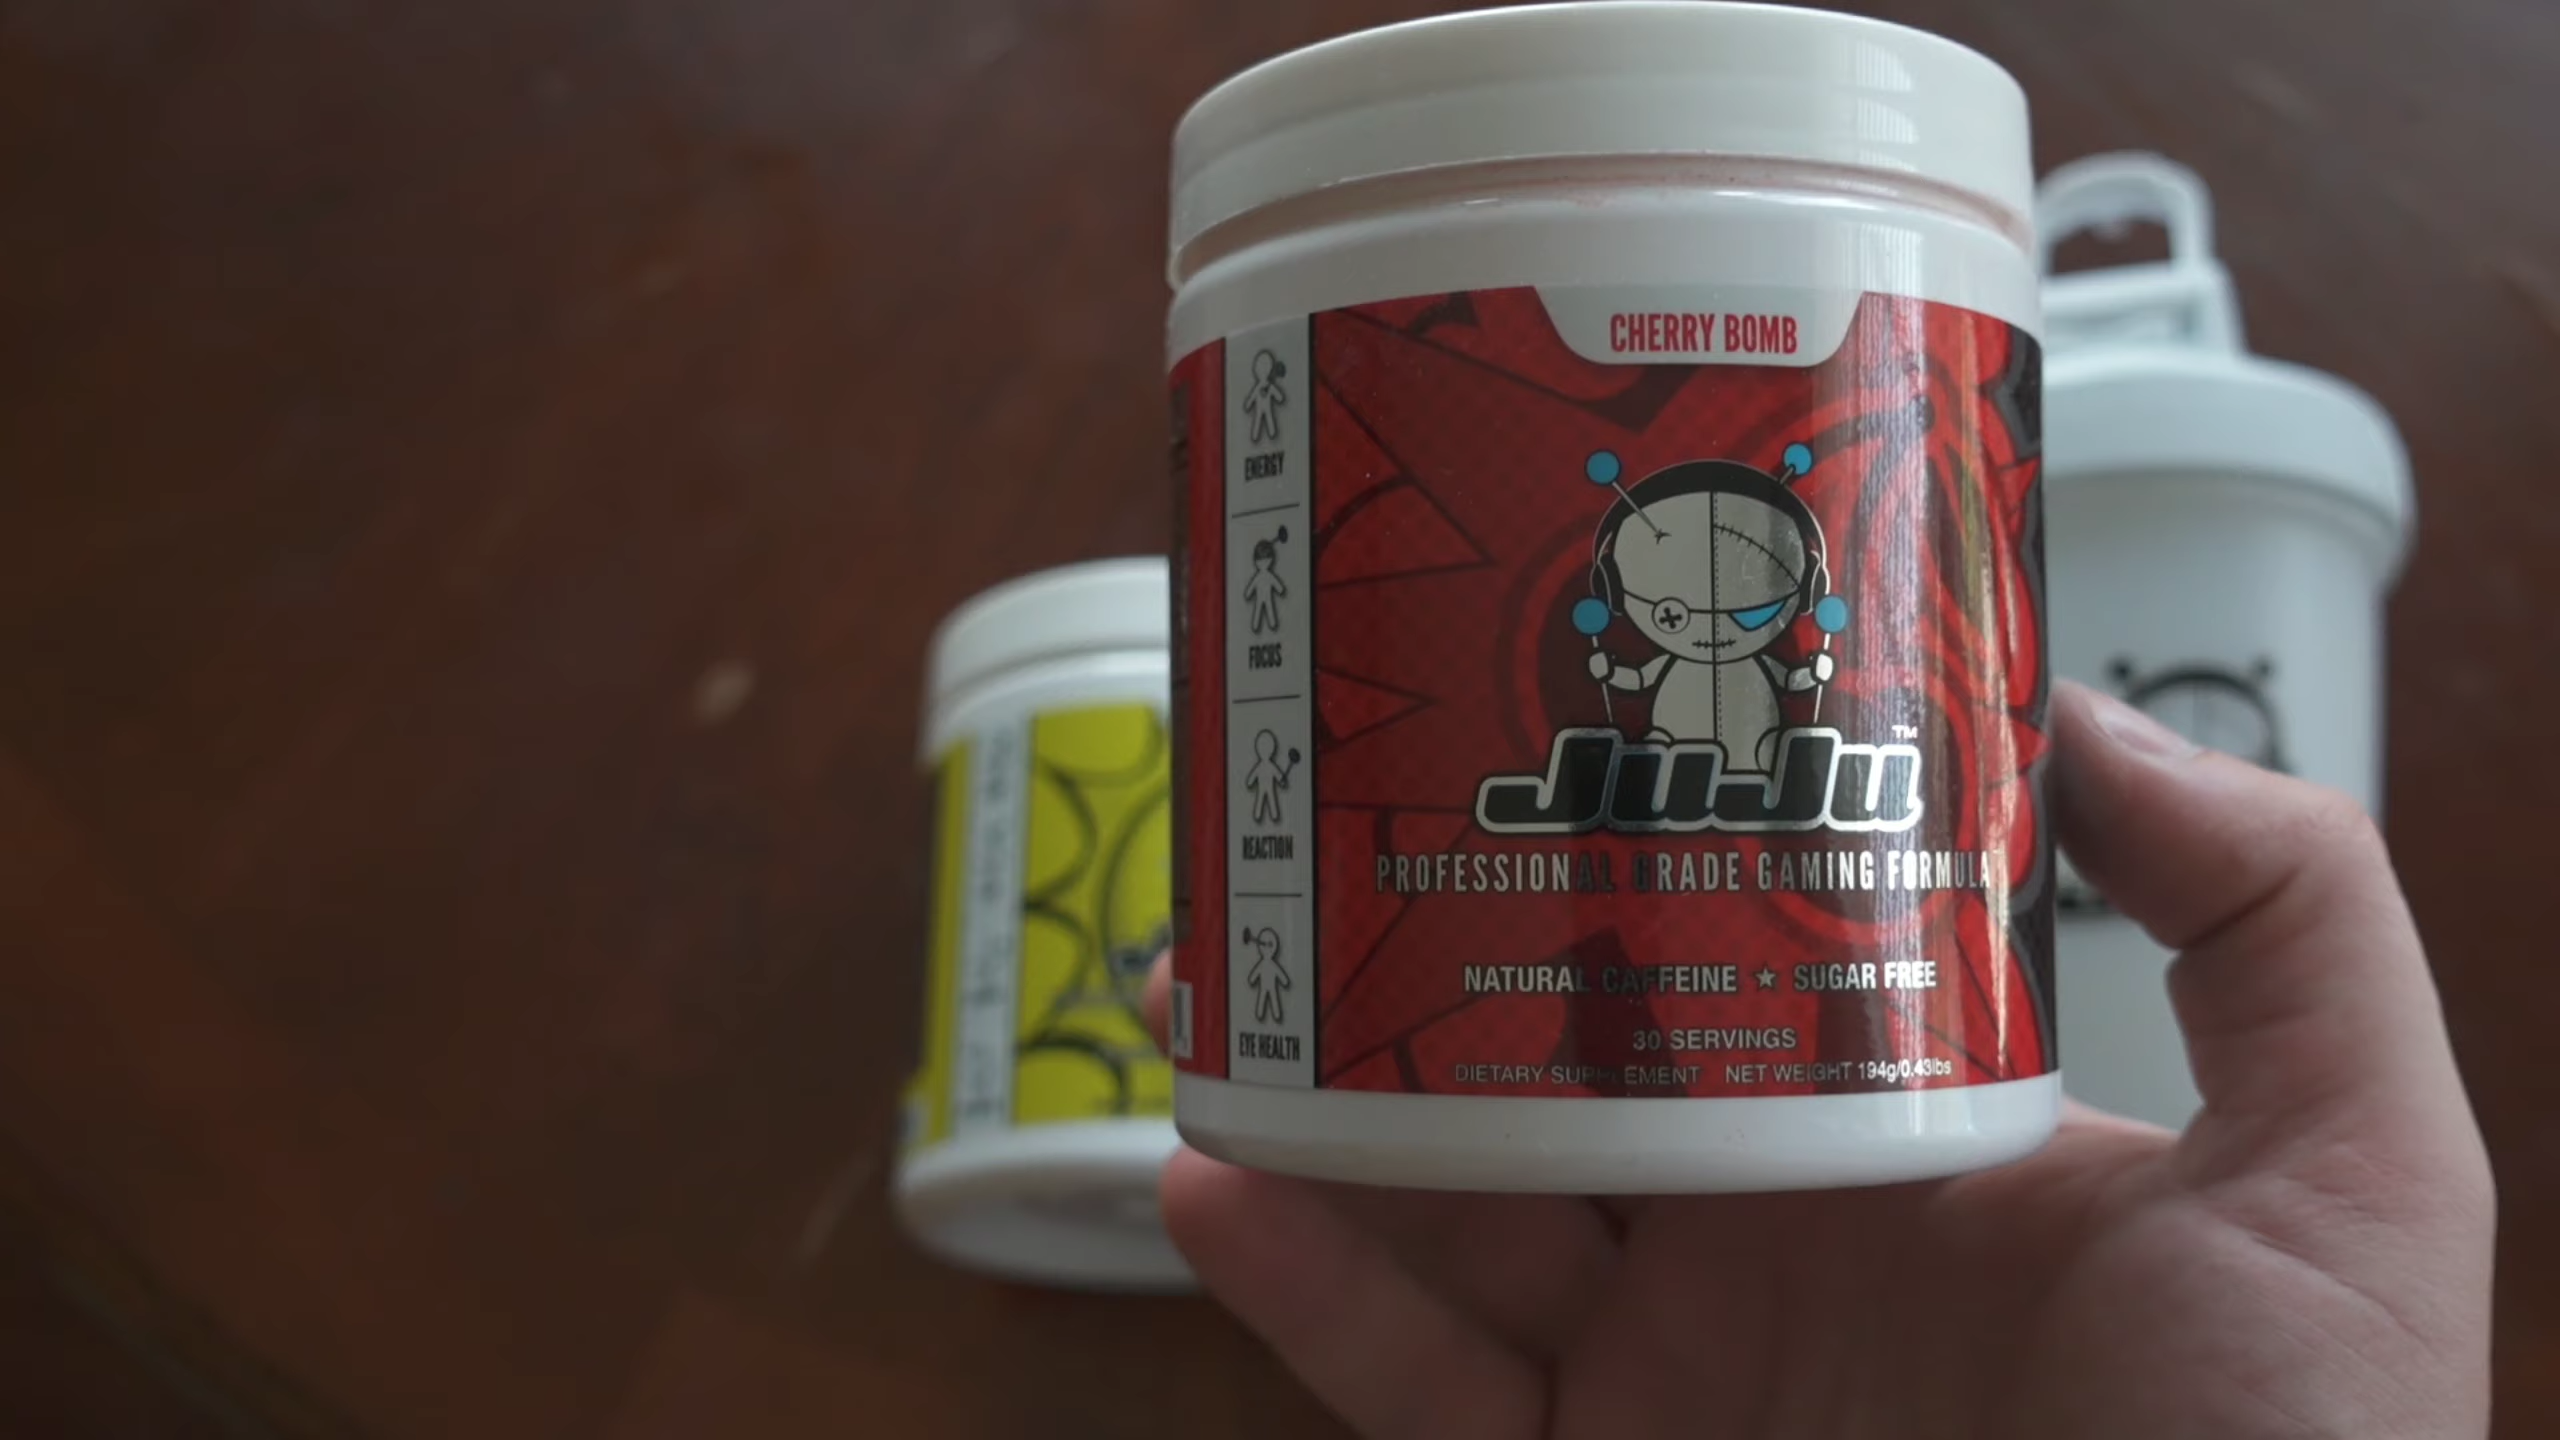 CHERRY BOMB
ENERGY
FOCUS
REACTION
EYE HEALTH
JuJu™
PROFESSIONAL GRADE GAMING FORMULA
NATURAL CAFFEINE ★ SUGAR FREE
30 SERVINGS
DIETARY SUPPLEMENT NET WEIGHT 194g/0.43lbs